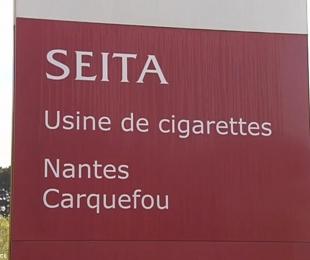 SEITA
Usine de cigarettes
Nantes
Carquefou